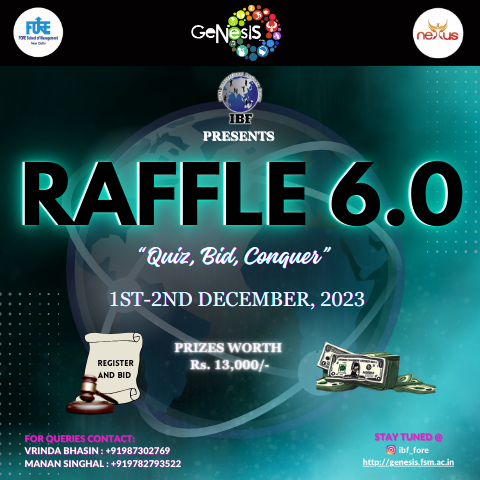 FORE
FORE School of Management
New Delhi
GeNesIS
nexus
IBF
PRESENTS
RAFFLE 6.0
“Quiz, Bid, Conquer”
1ST-2ND DECEMBER, 2023
REGISTER
AND BID
PRIZES WORTH
Rs. 13,000/-
FOR QUERIES CONTACT:
VRINDA BHASIN : +91987302769
MANAN SINGHAL : +919782793522
STAY TUNED @
ibf_fore
http://genesis.fsm.ac.in